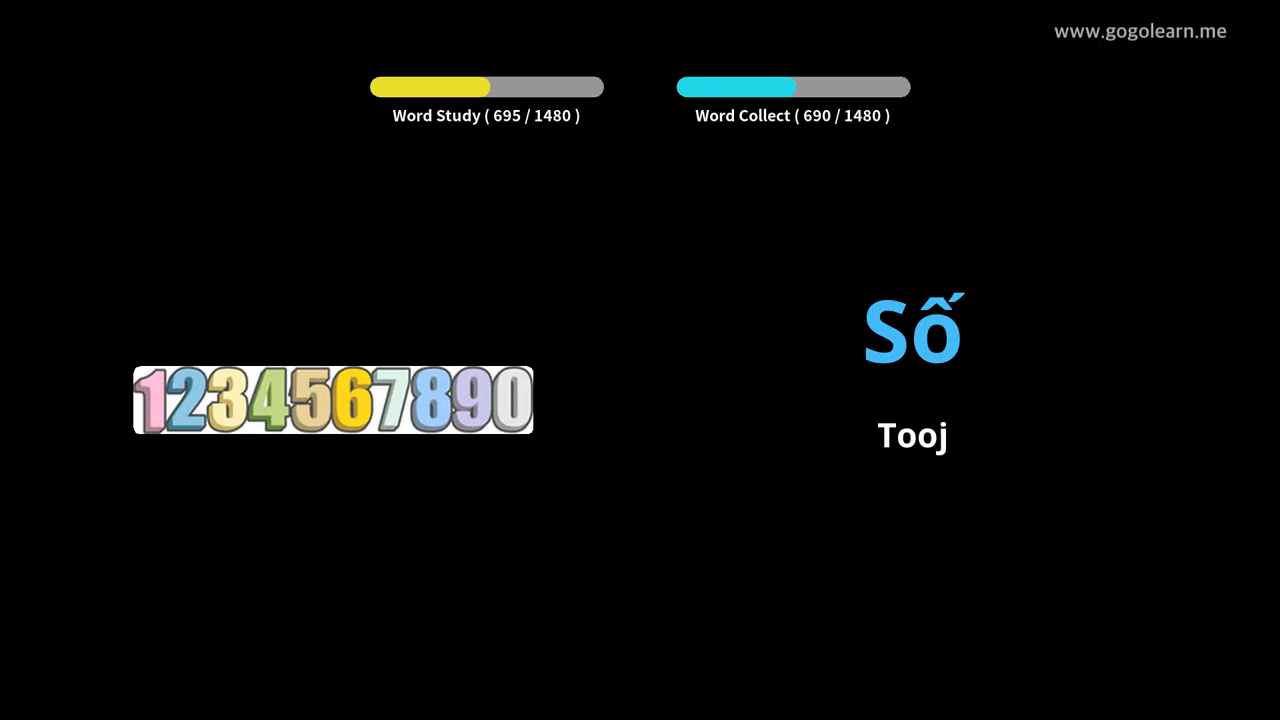 www.gogolearn.me
Word Study ( 695 / 1480 )
Word Collect ( 690 / 1480 )
Số
1234567890
Tooj